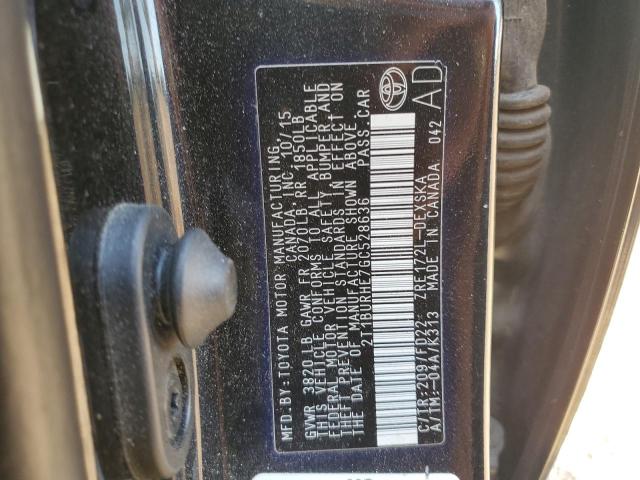 MFD.BY:TOYOTA MOTOR MANUFACTURING
CANADA, INC. 10/15
GVWR 3820LB GAWR FR 2070LB, RR 1850LB
THIS VEHICLE CONFORMS TO ALL APPLICABLE
FEDERAL MOTOR VEHICLE SAFETY, BUMPER AND
THEFT PREVENTION STANDARDS IN EFFECT ON
THE DATE OF MANUFACTURE SHOWN ABOVE.
2T1BURHE7GC528636 PASS.CAR
C/TR:209/FD22 ZRE172L-DEXSKA
A/TM:-04A/K313 MADE IN CANADA 042
AD